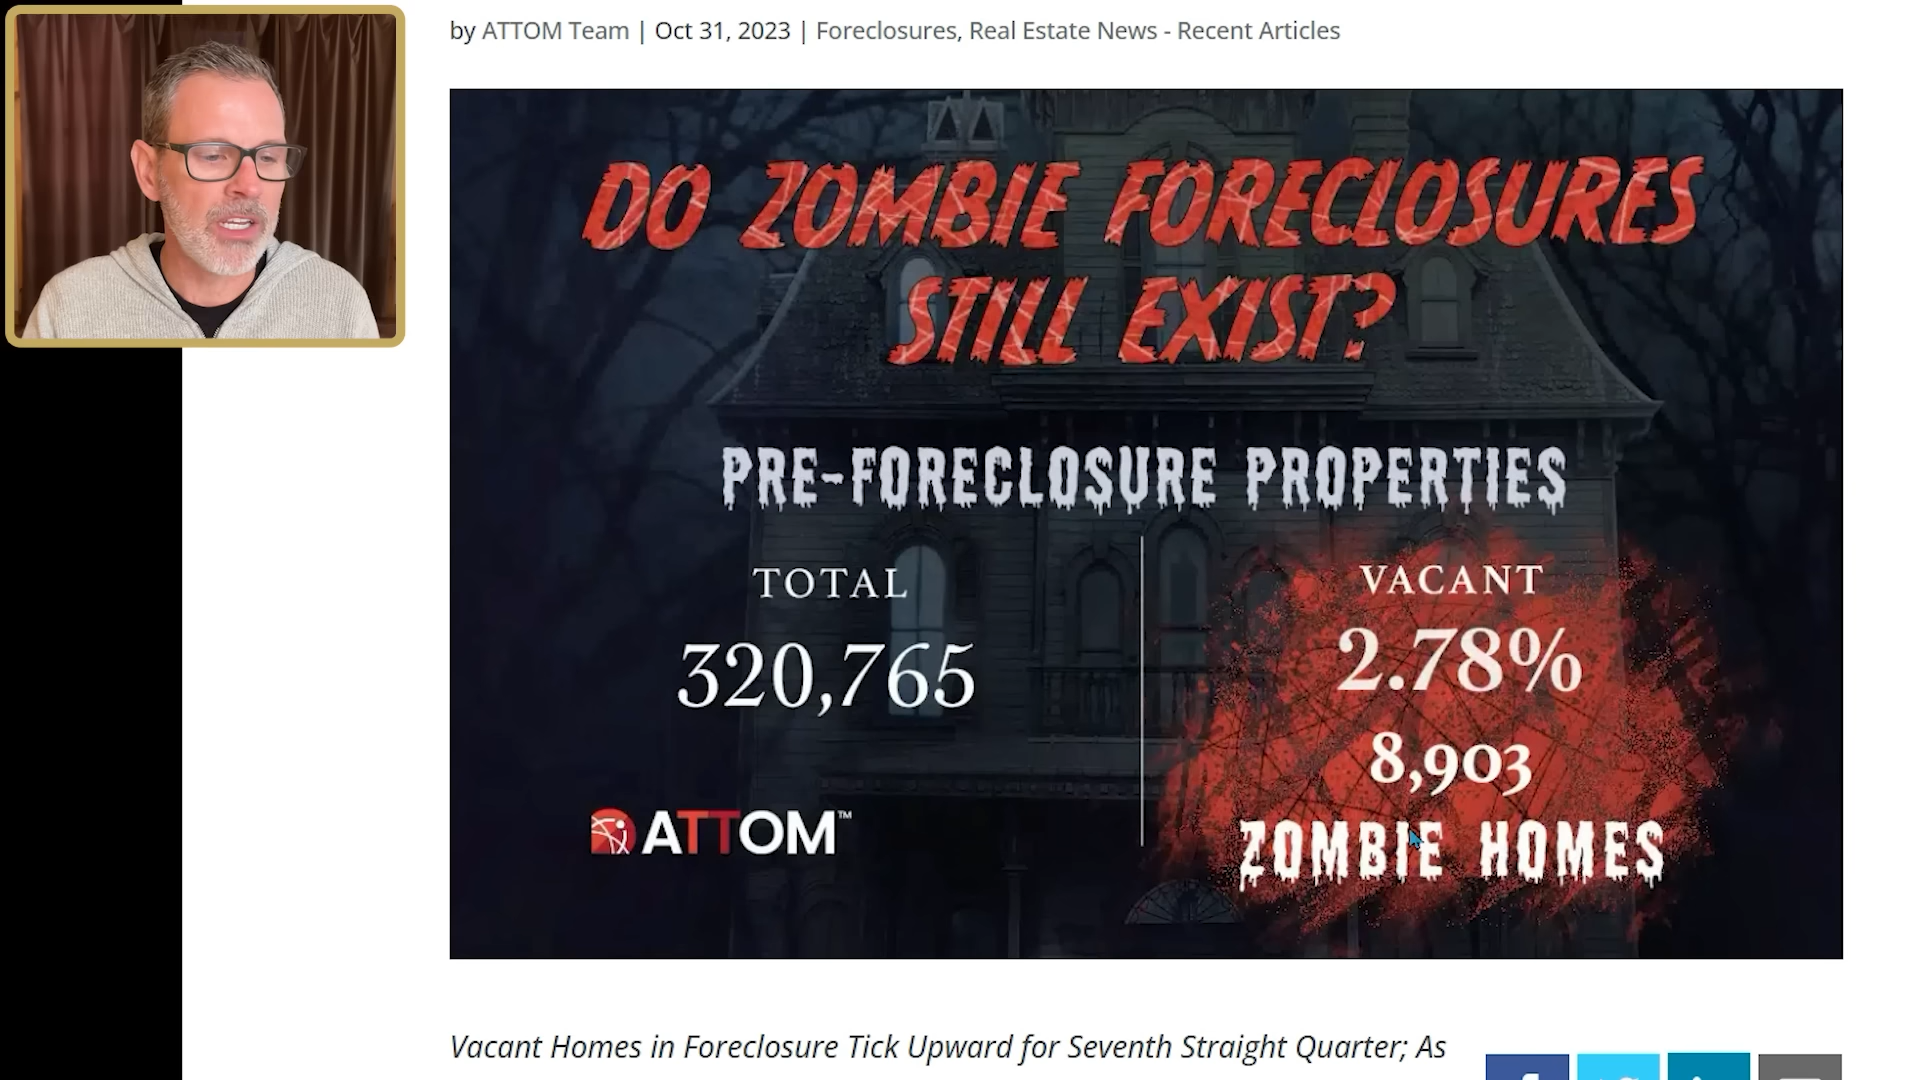 by ATTOM Team | Oct 31, 2023 | Foreclosures, Real Estate News - Recent Articles
DO ZOMBIE FORECLOSURES
STILL EXIST?
PRE-FORECLOSURE PROPERTIES
TOTAL
320,765
VACANT
2.78%
8,903
ZOMBIE HOMES
ATTOM™
Vacant Homes in Foreclosure Tick Upward for Seventh Straight Quarter; As